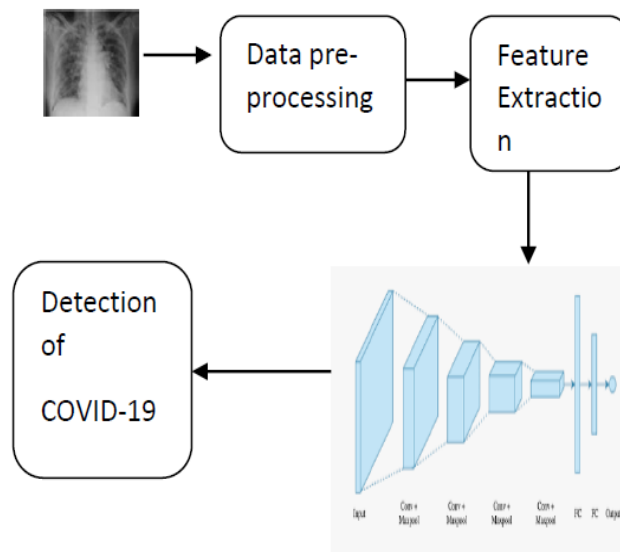 Data pre-
processing
Feature
Extractio
n
Detection
of
COVID-19
Input
Conv +
Maxpool
Conv +
Maxpool
Conv +
Maxpool
Conv +
Maxpool
FC
FC
Output